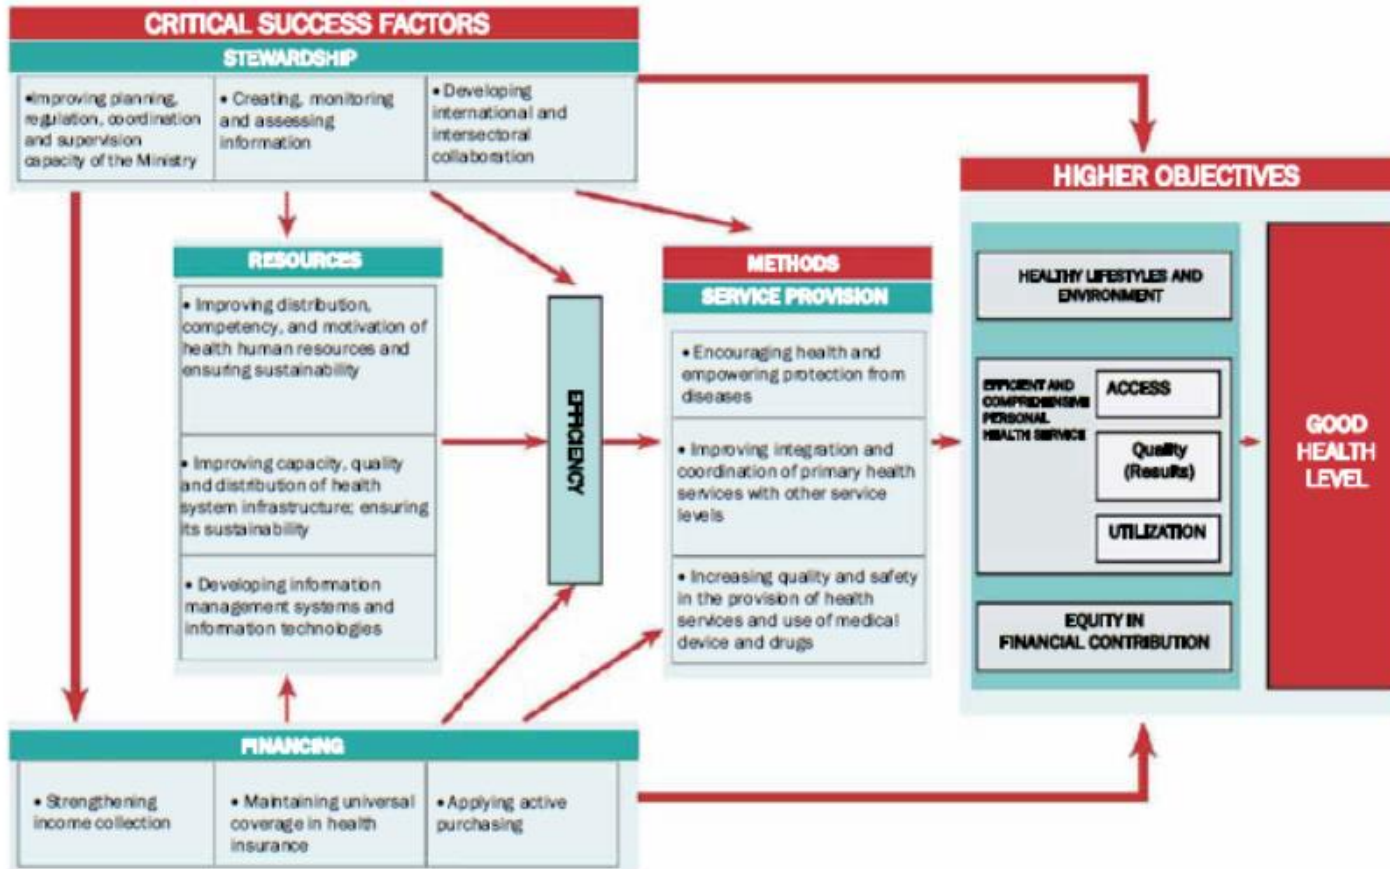 CRITICAL SUCCESS FACTORS
STEWARDSHIP
•Improving planning,
regulation, coordination
and supervision
capacity of the Ministry
• Creating, monitoring
and assessing
information
• Developing
international and
intersectoral
collaboration
RESOURCES
• Improving distribution,
competency, and motivation of
health human resources and
ensuring sustainability
• Improving capacity, quality
and distribution of health
system infrastructure; ensuring
its sustainability
• Developing information
management systems and
information technologies
EFFICIENCY
METHODS
SERVICE PROVISION
• Encouraging health and
empowering protection from
diseases
• Improving integration and
coordination of primary health
services with other service
levels
• Increasing quality and safety
in the provision of health
services and use of medical
device and drugs
HIGHER OBJECTIVES
HEALTHY LIFESTYLES AND
ENVIRONMENT
EFFICIENT AND
COMPREHENSIVE
PERSONAL
HEALTH SERVICE
ACCESS
Quality
(Results)
UTILIZATION
EQUITY IN
FINANCIAL CONTRIBUTION
GOOD
HEALTH
LEVEL
FINANCING
• Strengthening
income collection
• Maintaining universal
coverage in health
insurance
• Applying active
purchasing